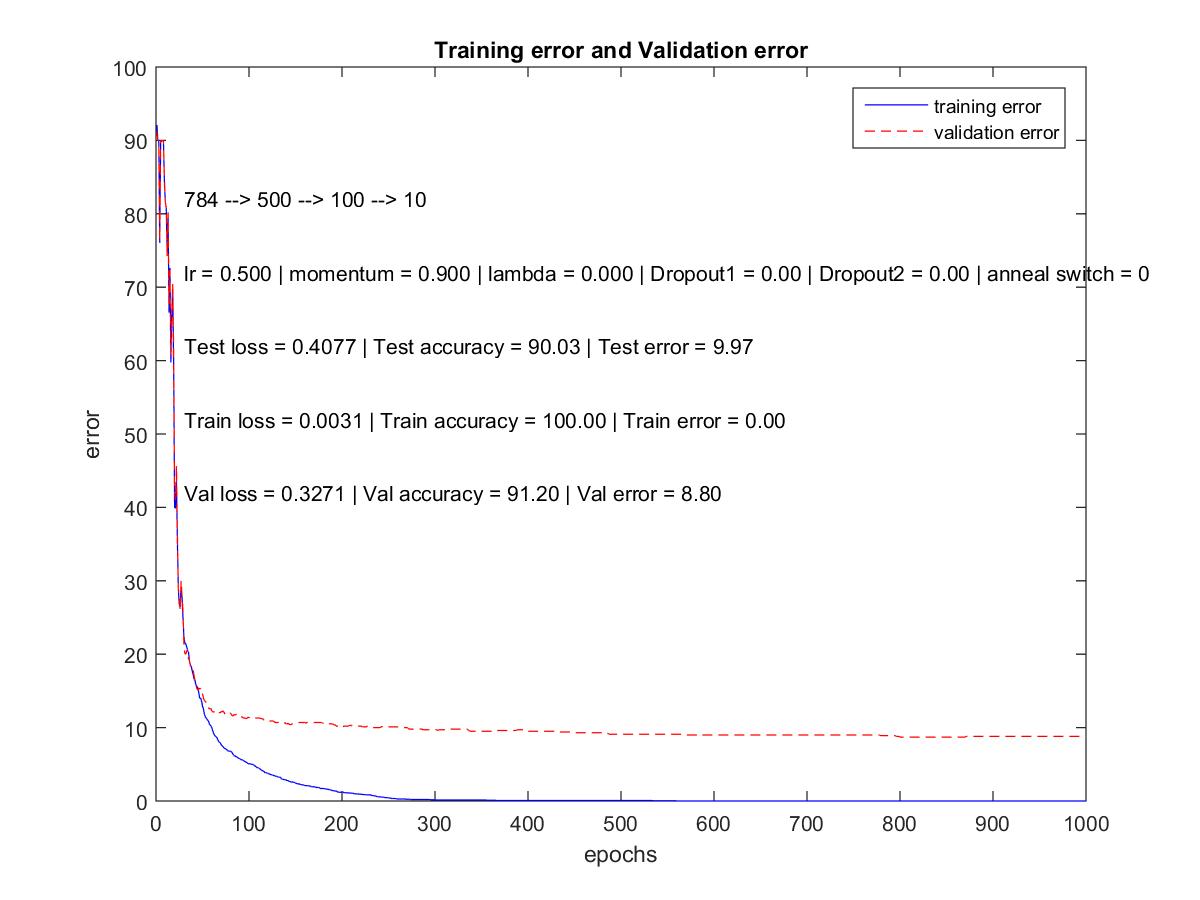 Training error and Validation error
100
90
80
70
60
50
40
30
20
10
0
error
training error
validation error
784 --> 500 --> 100 --> 10
lr = 0.500 | momentum = 0.900 | lambda = 0.000 | Dropout1 = 0.00 | Dropout2 = 0.00 | anneal switch = 0
Test loss = 0.4077 | Test accuracy = 90.03 | Test error = 9.97
Train loss = 0.0031 | Train accuracy = 100.00 | Train error = 0.00
Val loss = 0.3271 | Val accuracy = 91.20 | Val error = 8.80
0 100 200 300 400 500 600 700 800 900 1000
epochs